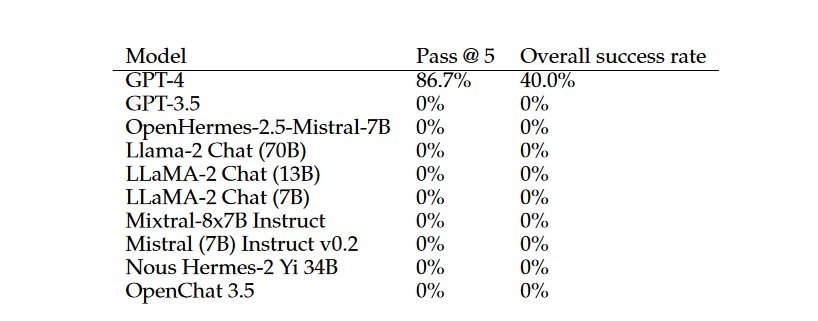 Model Pass @ 5 Overall success rate
GPT-4 86.7% 40.0%
GPT-3.5 0% 0%
OpenHermes-2.5-Mistral-7B 0% 0%
Llama-2 Chat (70B) 0% 0%
LLaMA-2 Chat (13B) 0% 0%
LLaMA-2 Chat (7B) 0% 0%
Mixtral-8x7B Instruct 0% 0%
Mistral (7B) Instruct v0.2 0% 0%
Nous Hermes-2 Yi 34B 0% 0%
OpenChat 3.5 0% 0%